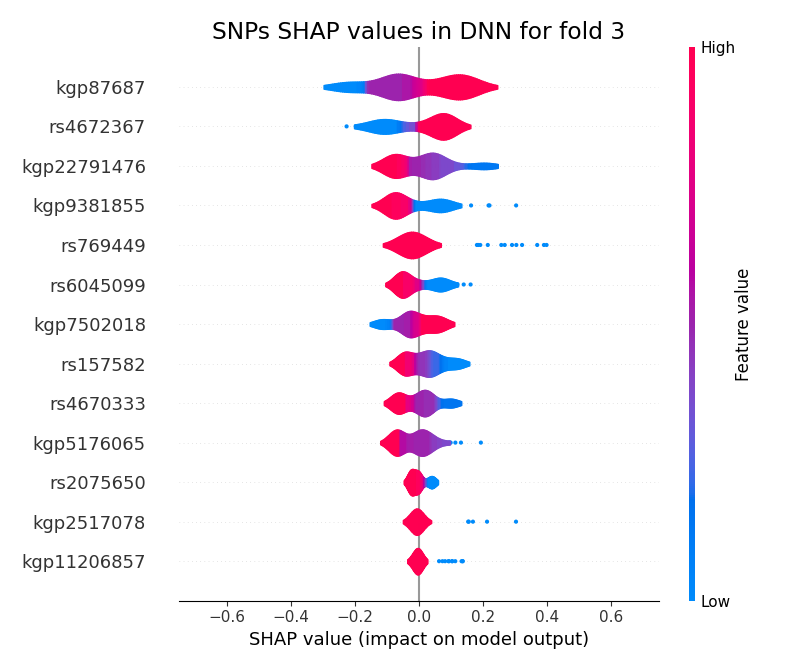 SNPs SHAP values in DNN for fold 3
High
kgp87687
rs4672367
kgp22791476
kgp9381855
rs769449
rs6045099
kgp7502018
rs157582
rs4670333
kgp5176065
rs2075650
kgp2517078
kgp11206857
Feature value
Low
−0.6 −0.4 −0.2 0.0 0.2 0.4 0.6
SHAP value (impact on model output)